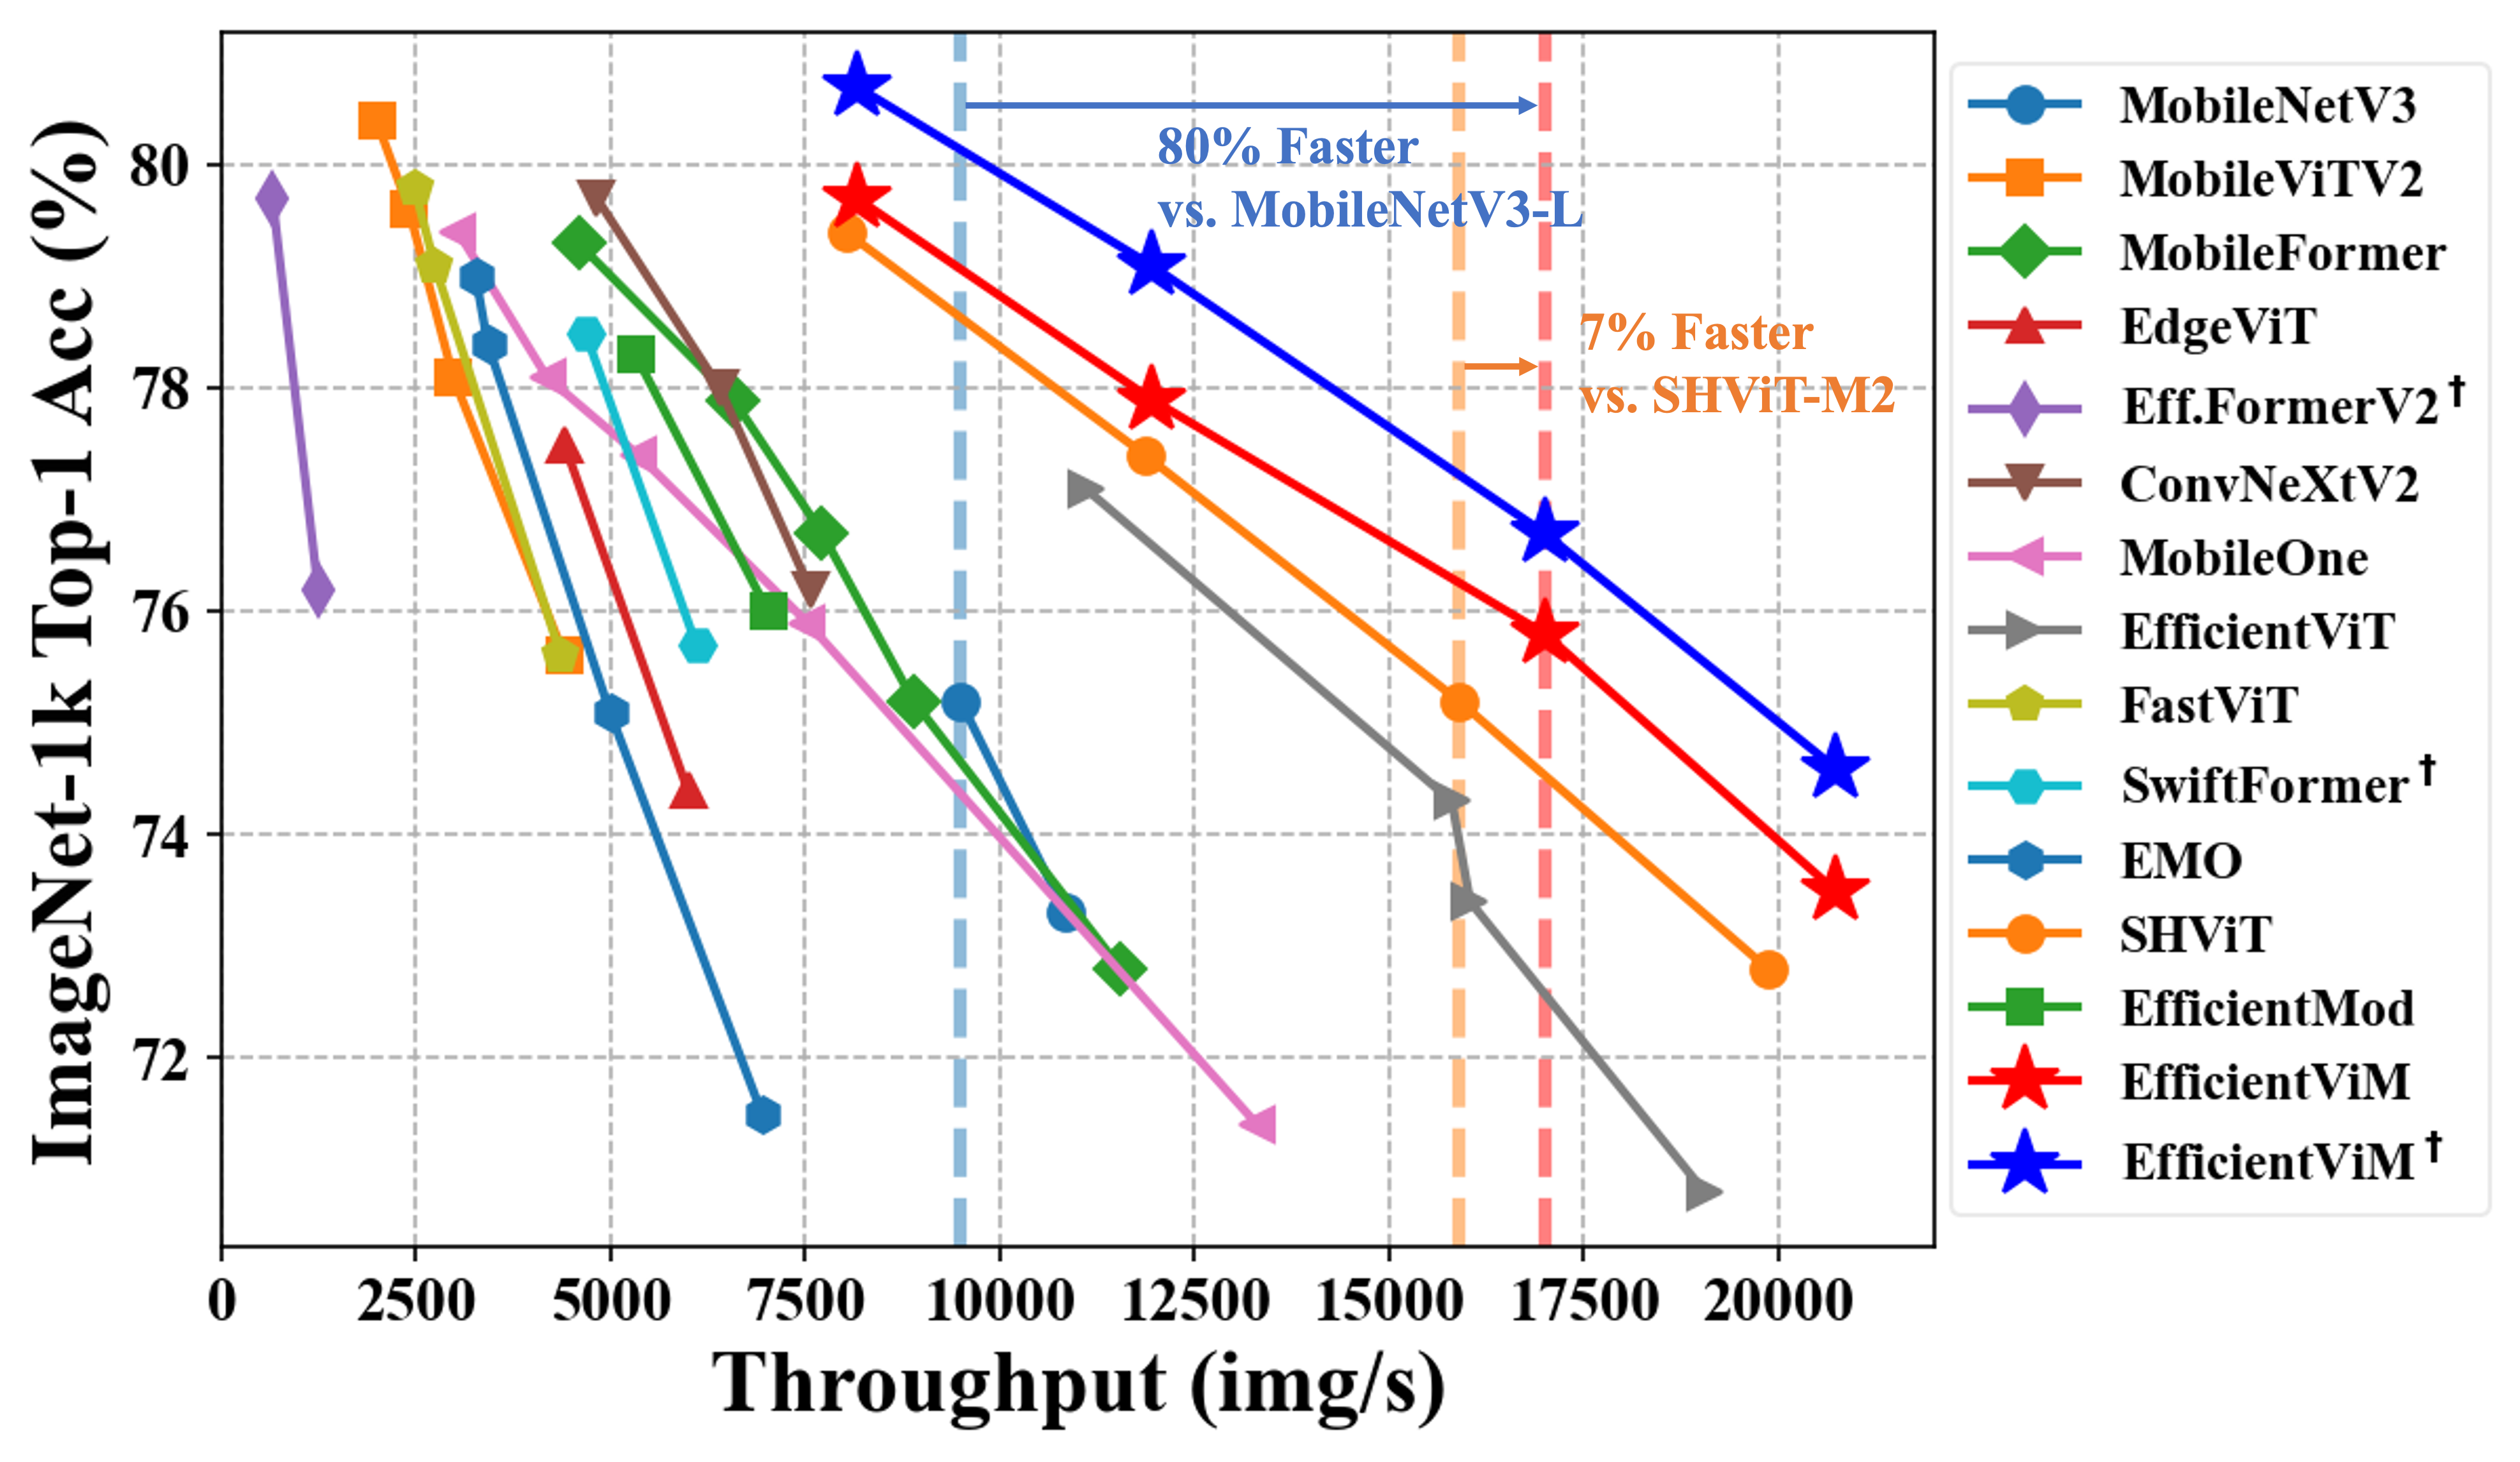 ImageNet-1k Top-1 Acc (%)
80
78
76
74
72
80% Faster
vs. MobileNetV3-L
7% Faster
vs. SHViT-M2
0 2500 5000 7500 10000 12500 15000 17500 20000
Throughput (img/s)
MobileNetV3
MobileViTV2
MobileFormer
EdgeViT
Eff.FormerV2†
ConvNeXtV2
MobileOne
EfficientViT
FastViT
SwiftFormer†
EMO
SHViT
EfficientMod
EfficientViM
EfficientViM†